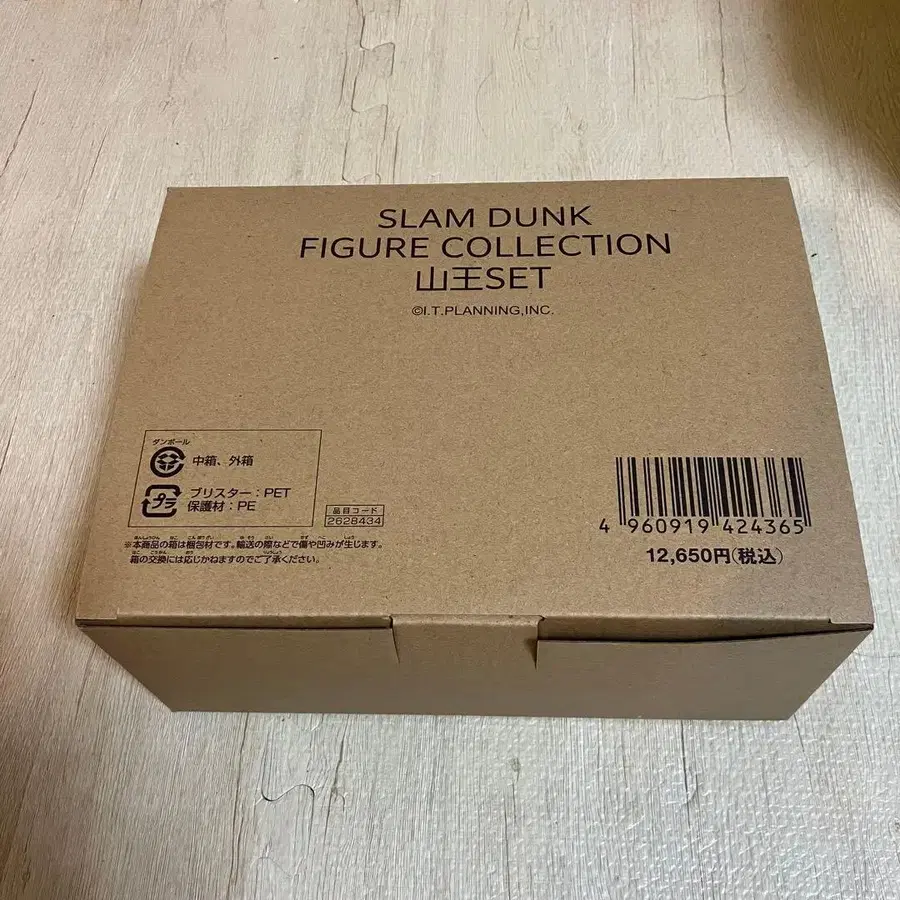 SLAM DUNK
FIGURE COLLECTION
山王SET
©I.T.PLANNING,INC.
ダンボール
中箱、外箱
プラ
ブリスター：PET
保護材：PE
品目コード
2628434
※本商品の箱は梱包材です。輸送の際などで傷や凹みが生じます。
箱の交換には応じかねますのでご了承ください。
4 960919 424365
12,650円(税込)